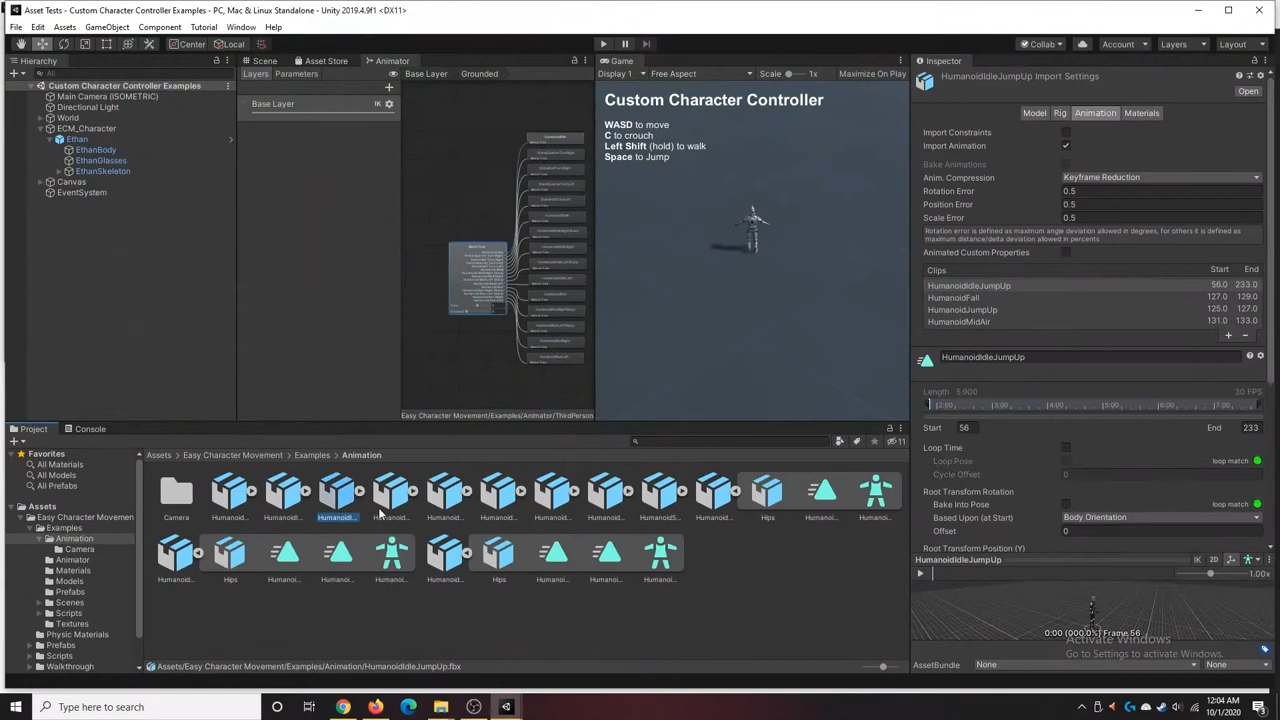 Asset Tests - Custom Character Controller Examples - PC, Mac & Linux Standalone - Unity 2019.4.9f1 <DX11>
File Edit Assets GameObject Component Tutorial Window Help
Center Local
Collab Account Layers Layout
Hierarchy
All
Custom Character Controller Examples
Main Camera (ISOMETRIC)
Directional Light
World
ECM_Character
Ethan
EthanBody
EthanGlasses
EthanSkeleton
Canvas
EventSystem
Scene Asset Store Animator
Layers Parameters
Base Layer Grounded
Base Layer IK
Easy Character Movement/Examples/Animator/ThirdPerson
Game
Display 1 Free Aspect Scale 1x Maximize On Play
Custom Character Controller
WASD to move
C to crouch
Left Shift (hold) to walk
Space to Jump
Inspector
HumanoidIdleJumpUp Import Settings
Open
Model Rig Animation Materials
Import Constraints
Import Animation
Bake Animations
Anim. Compression Keyframe Reduction
Rotation Error 0.5
Position Error 0.5
Scale Error 0.5
Rotation error is defined as maximum angle deviation allowed in degrees, for others it is defined as
maximum distance/delta deviation allowed in percents
Animated Custom Properties
Clips Start End
HumanoidIdleJumpUp 56.0 233.0
HumanoidFall 127.0 129.0
HumanoidJumpUp 125.0 127.0
HumanoidMidAir 131.0 133.0
HumanoidIdleJumpUp
Length 5.900 30 FPS
2:00 3:00 4:00 5:00 6:00 7:00
Start 56 End 233
Loop Time
Loop Pose loop match
Cycle Offset 0
Root Transform Rotation
Bake Into Pose loop match
Based Upon (at Start) Body Orientation
Offset 0
Root Transform Position (Y)
HumanoidIdleJumpUp IK 2D
1.00x
0:00 (000.0%) Frame 56
Activate Windows
Go to Settings to activate Windows.
AssetBundle None None
Project Console
11
Favorites
All Materials
All Models
All Prefabs
Assets
Easy Character Movemen
Examples
Animation
Camera
Animator
Materials
Models
Prefabs
Scenes
Scripts
Textures
Physic Materials
Prefabs
Scripts
Walkthrough
Assets Easy Character Movement Examples Animation
Camera Humanoid... HumanoidI... HumanoidI... Humanoid... Humanoid... Humanoid... Humanoid... Humanoid... HumanoidS... Humanoid... Hips Humanoi... Humanoi...
Humanoid... Hips Humanoi... Humanoi... Humanoi... Humanoid... Hips Humanoi... Humanoi... Humanoi...
Assets/Easy Character Movement/Examples/Animation/HumanoidIdleJumpUp.fbx
Type here to search
12:04 AM
10/1/2020
3